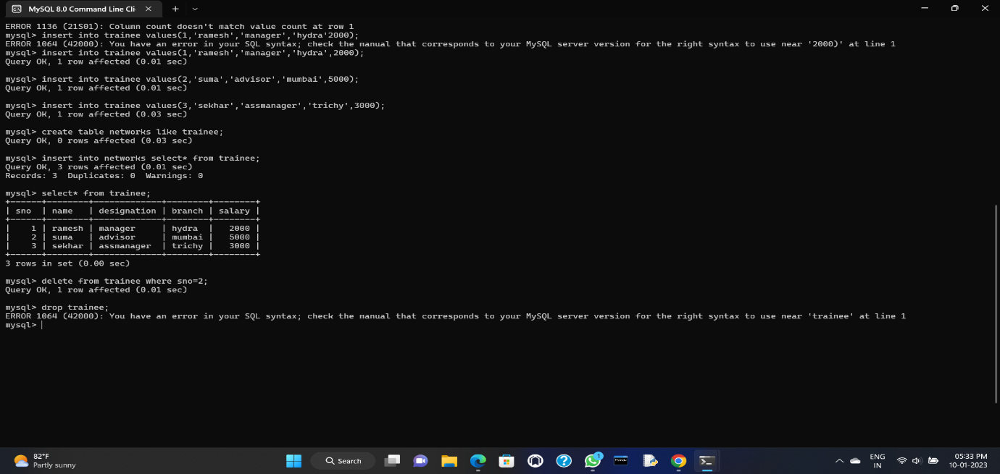 MySQL 8.0 Command Line Cli
ERROR 1136 (21S01): Column count doesn't match value count at row 1
mysql> insert into trainee values(1,'ramesh','manager','hydra'2000);
ERROR 1064 (42000): You have an error in your SQL syntax; check the manual that corresponds to your MySQL server version for the right syntax to use near '2000)' at line 1
mysql> insert into trainee values(1,'ramesh','manager','hydra',2000);
Query OK, 1 row affected (0.01 sec)
mysql> insert into trainee values(2,'suma','advisor','mumbai',5000);
Query OK, 1 row affected (0.01 sec)
mysql> insert into trainee values(3,'sekhar','assmanager','trichy',3000);
Query OK, 1 row affected (0.03 sec)
mysql> create table networks like trainee;
Query OK, 0 rows affected (0.03 sec)
mysql> insert into networks select* from trainee;
Query OK, 3 rows affected (0.01 sec)
Records: 3  Duplicates: 0  Warnings: 0
mysql> select* from trainee;
+------+--------+-------------+--------+--------+
| sno  | name   | designation | branch | salary |
+------+--------+-------------+--------+--------+
|    1 | ramesh | manager     | hydra  |   2000 |
|    2 | suma   | advisor     | mumbai |   5000 |
|    3 | sekhar | assmanager  | trichy |   3000 |
+------+--------+-------------+--------+--------+
3 rows in set (0.00 sec)
mysql> delete from trainee where sno=2;
Query OK, 1 row affected (0.01 sec)
mysql> drop trainee;
ERROR 1064 (42000): You have an error in your SQL syntax; check the manual that corresponds to your MySQL server version for the right syntax to use near 'trainee' at line 1
mysql>
82°F
Partly sunny
Search
1
MySQL
ENG
IN
05:33 PM
10-01-2023